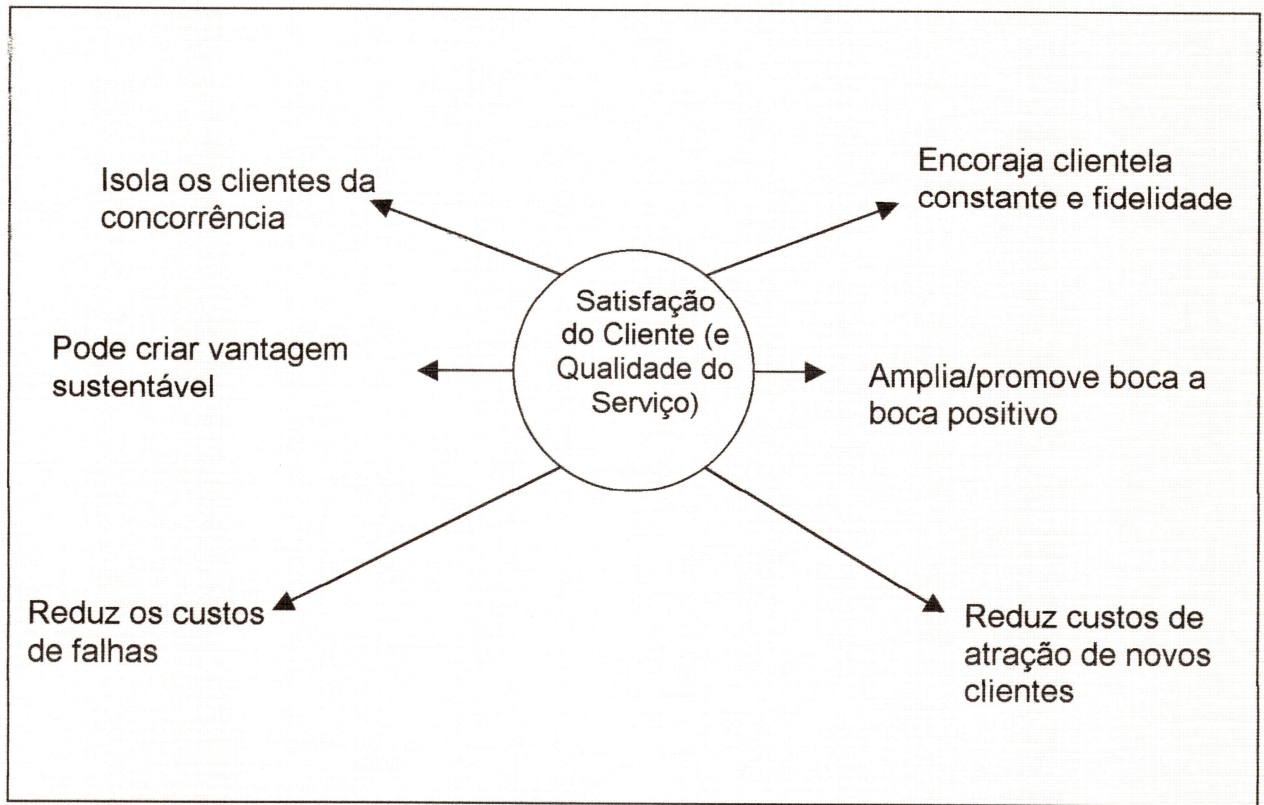 Isola os clientes da
concorrência
Encoraja clientela
constante e fidelidade
Satisfação
do Cliente (e
Qualidade do
Serviço)
Pode criar vantagem
sustentável
Amplia/promove boca a
boca positivo
Reduz os custos
de falhas
Reduz custos de
atração de novos
clientes